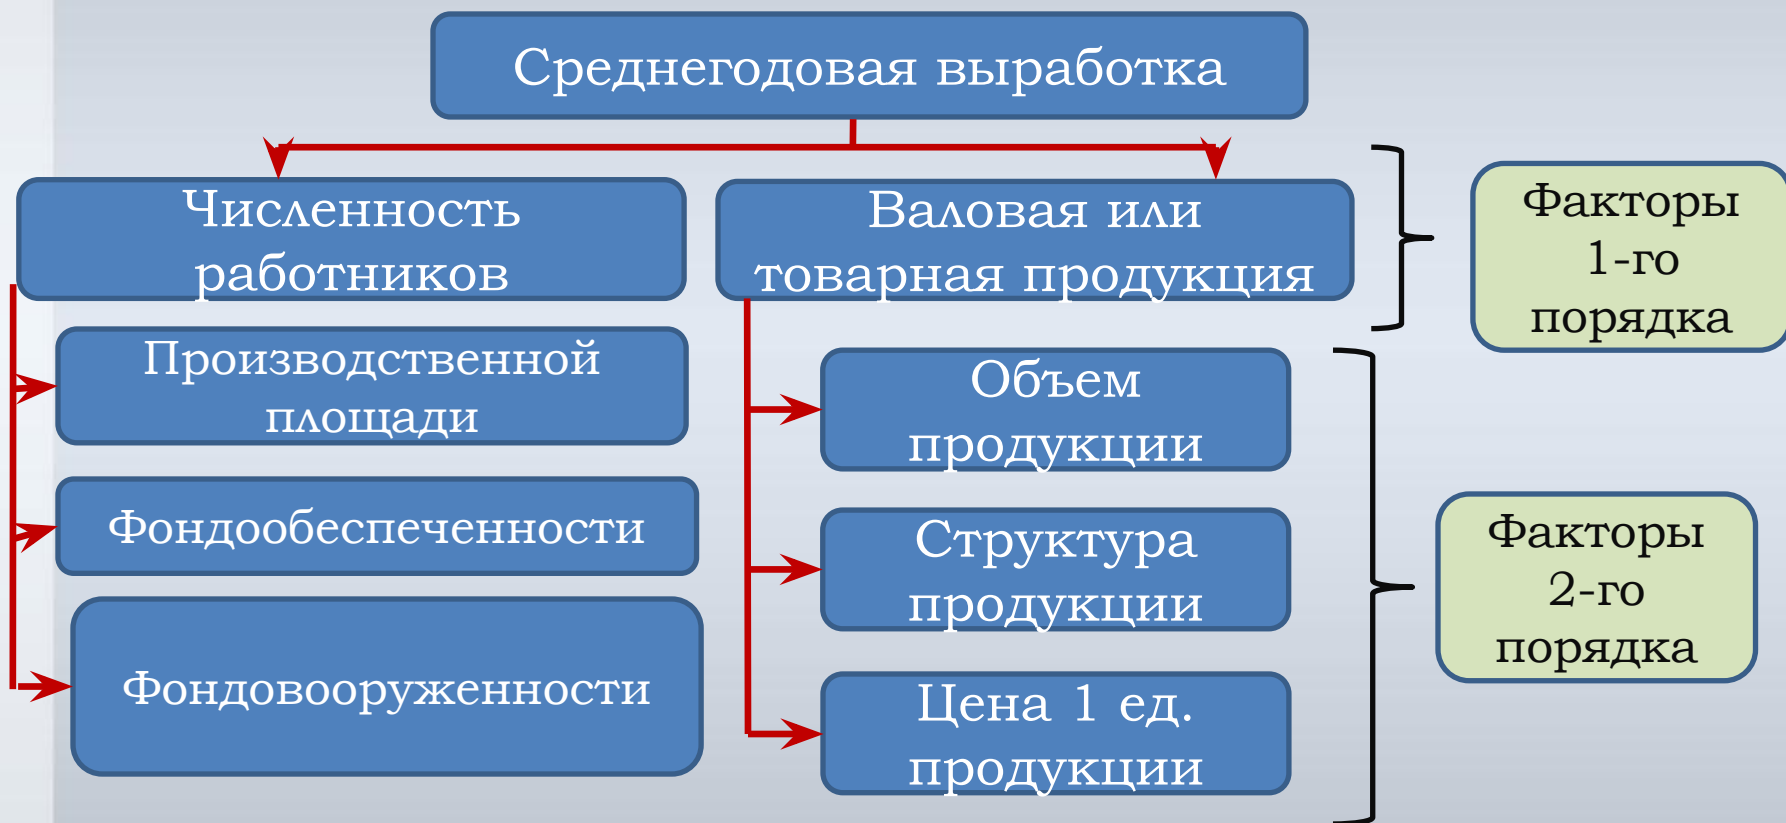 Среднегодовая выработка
Численность
работников
Валовая или
товарная продукция
Факторы
1-го
порядка
Производственной
площади
Фондообеспеченности
Фондовооруженности
Объем
продукции
Структура
продукции
Цена 1 ед.
продукции
Факторы
2-го
порядка